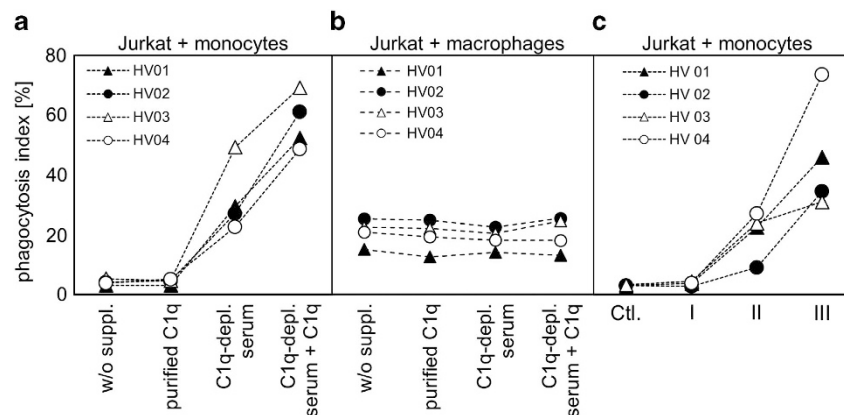 a
Jurkat + monocytes
phagocytosis index [%]
80
60
40
20
0
HV01
HV02
HV03
HV04
w/o suppl.
purified C1q
C1q-depl.
serum
C1q-depl.
serum + C1q
b
Jurkat + macrophages
HV01
HV02
HV03
HV04
w/o suppl.
purified C1q
C1q-depl.
serum
C1q-depl.
serum + C1q
c
Jurkat + monocytes
HV 01
HV 02
HV 03
HV 04
Ctl.
I
II
III